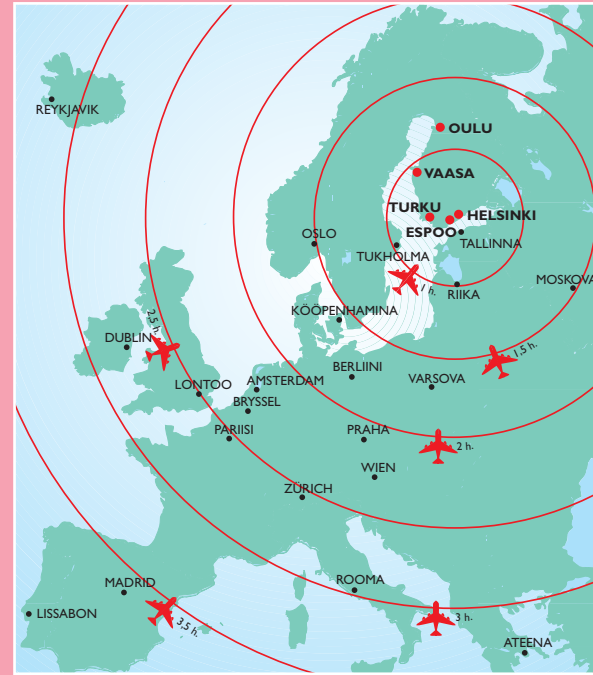 REYKJAVIK
OULU
VAASA
TURKU
HELSINKI
ESPOO
TALLINNA
OSLO
TUKHOLMA
1 h.
RIIKA
MOSKOVA
KÖÖPENHAMINA
2,5 h.
DUBLIN
1,5 h.
BERLIINI
VARSOVA
LONTOO
AMSTERDAM
BRYSSEL
PARIISI
PRAHA
2 h.
WIEN
ZÜRICH
MADRID
ROOMA
LISSABON
3,5 h.
3 h.
ATEENA